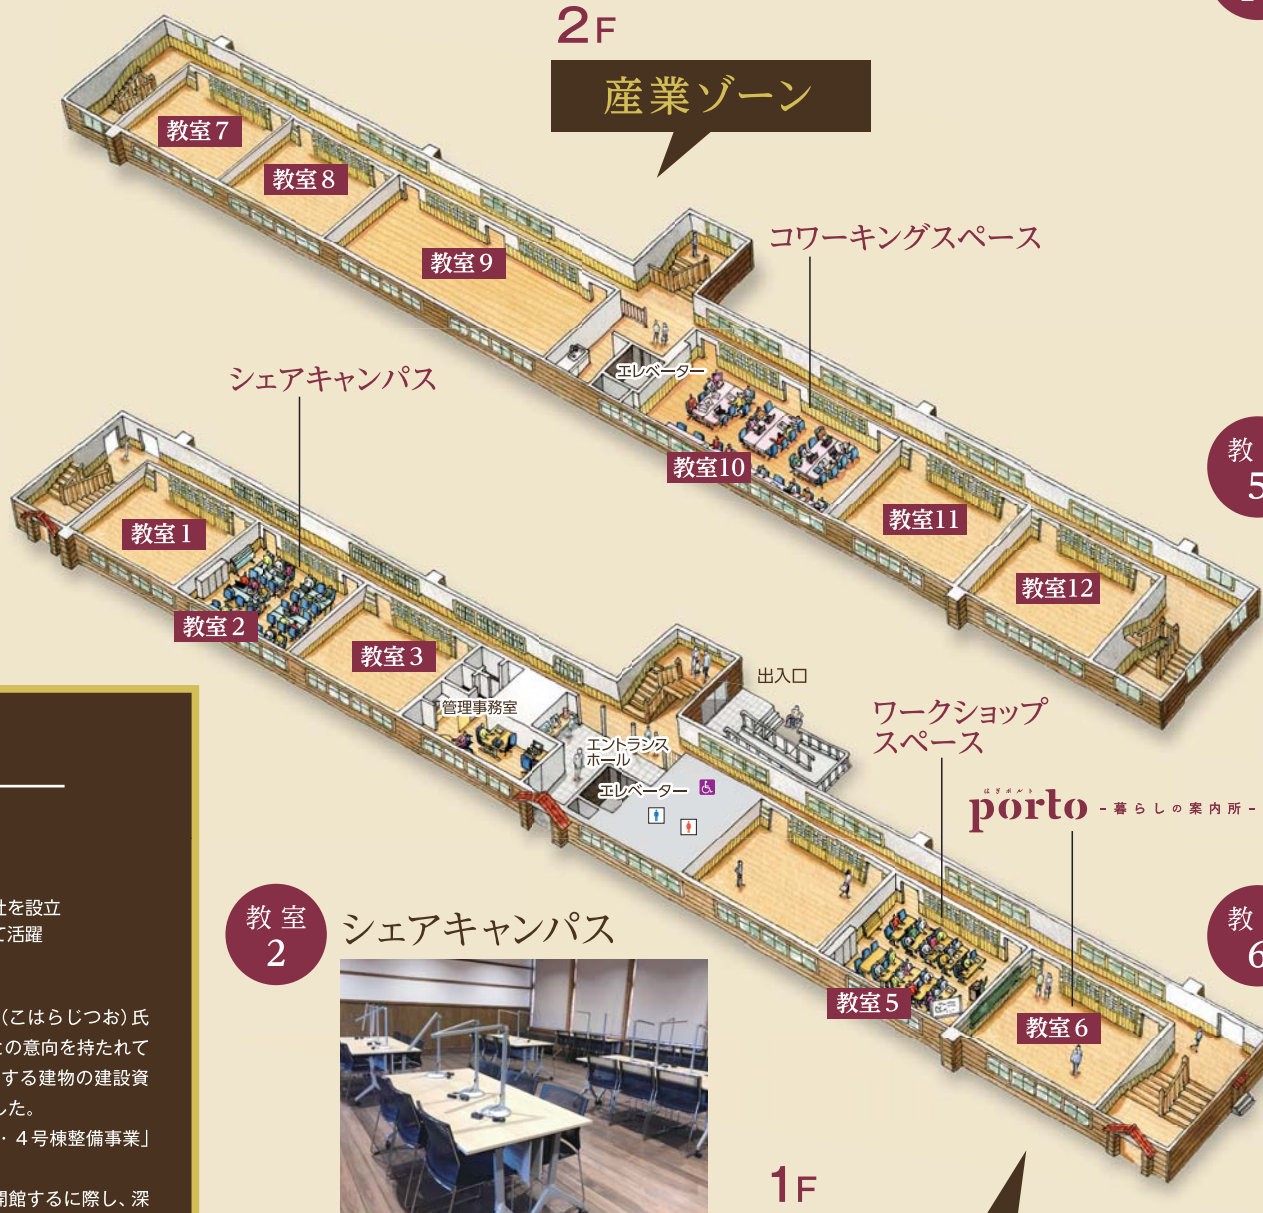 2F
産業ゾーン
教室7
教室8
教室9
コワーキングスペース
エレベーター
シェアキャンパス
教室10
教室11
教室12
教
5
教室1
教室2
教室3
管理事務室
エントランス
ホール
エレベーター
出入口
ワークショップ
スペース
はぎポルト
porto -暮らしの案内所-
教室5
教室6
教
6
社を設立
て活躍
(こはらじつお)氏
との意向を持たれて
する建物の建設資
した。
・4号棟整備事業」
開館するに際し、深
教室
2
シェアキャンパス
1F